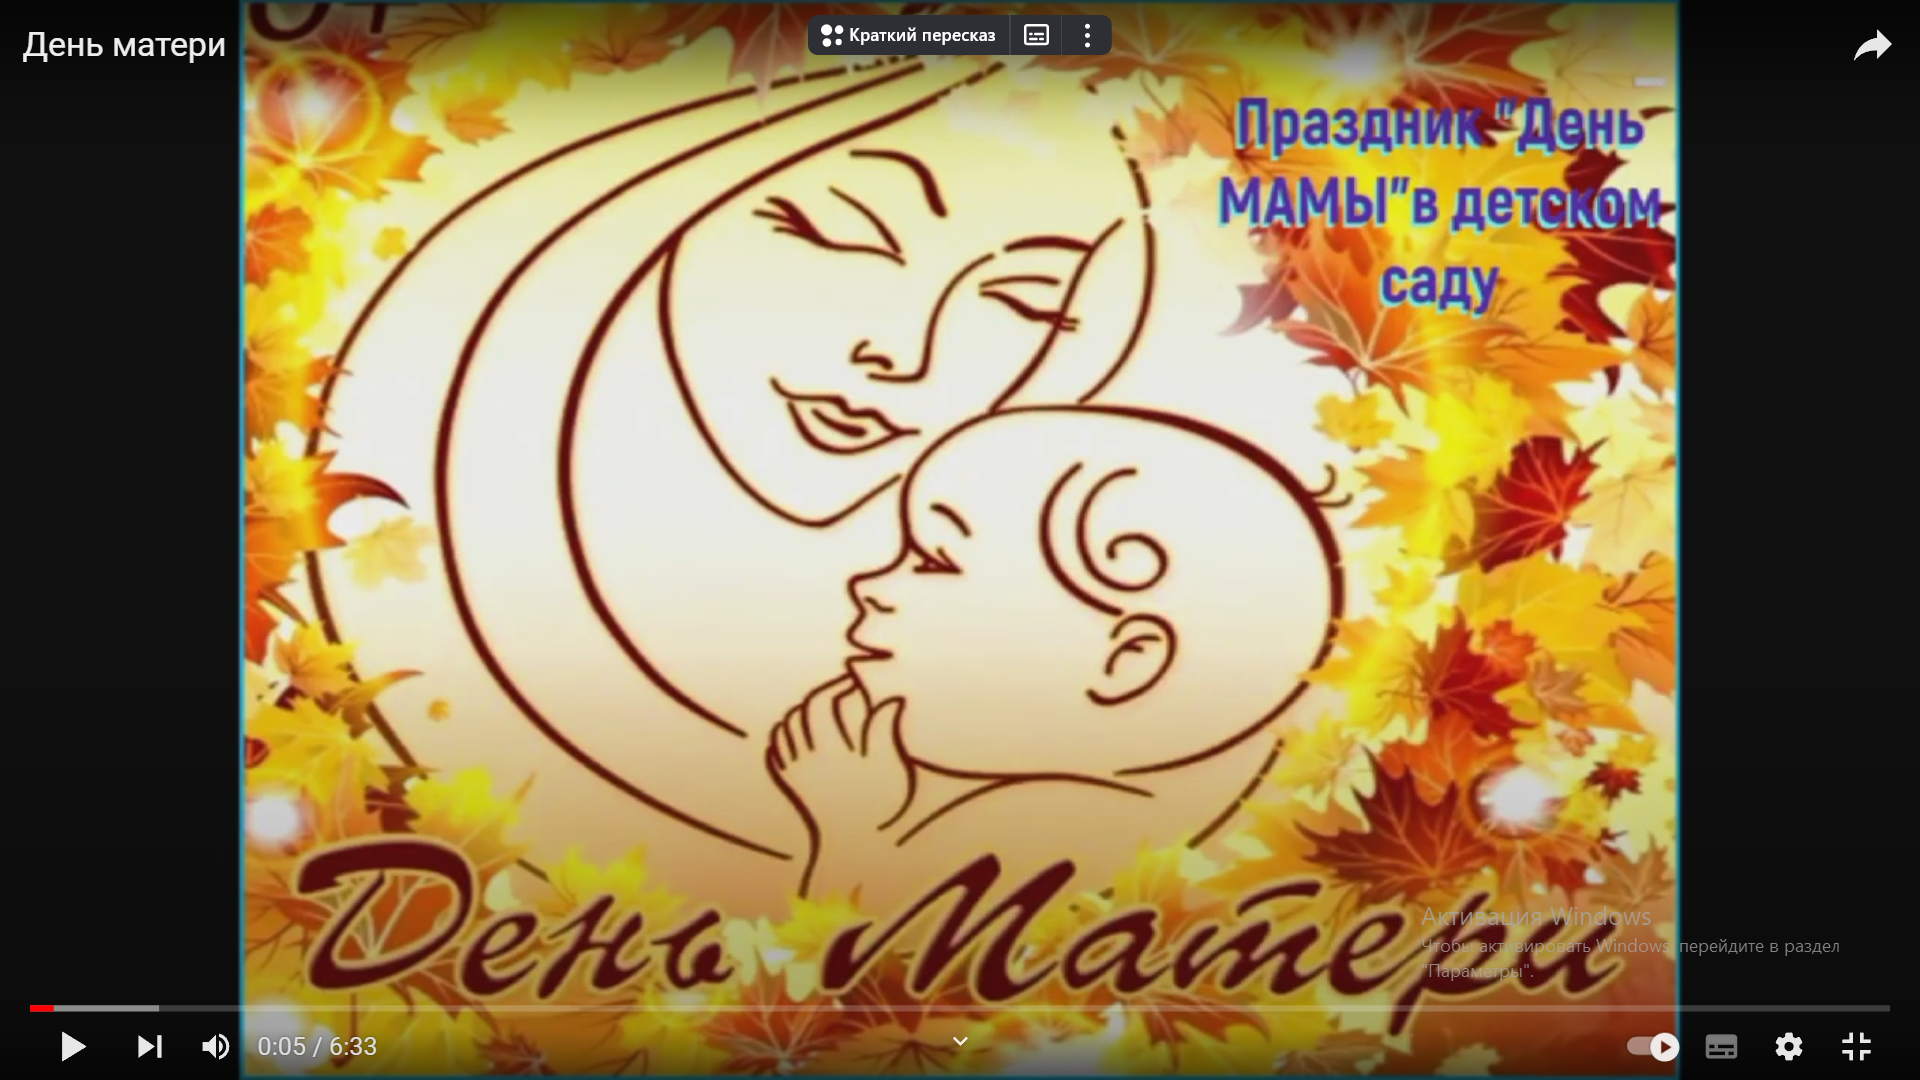 День матери
Краткий пересказ
Праздник "День
МАМЫ"в детском
саду
День Матери
Активация Windows
Чтобы активировать Windows, перейдите в раздел
"Параметры".
0:05 / 6:33